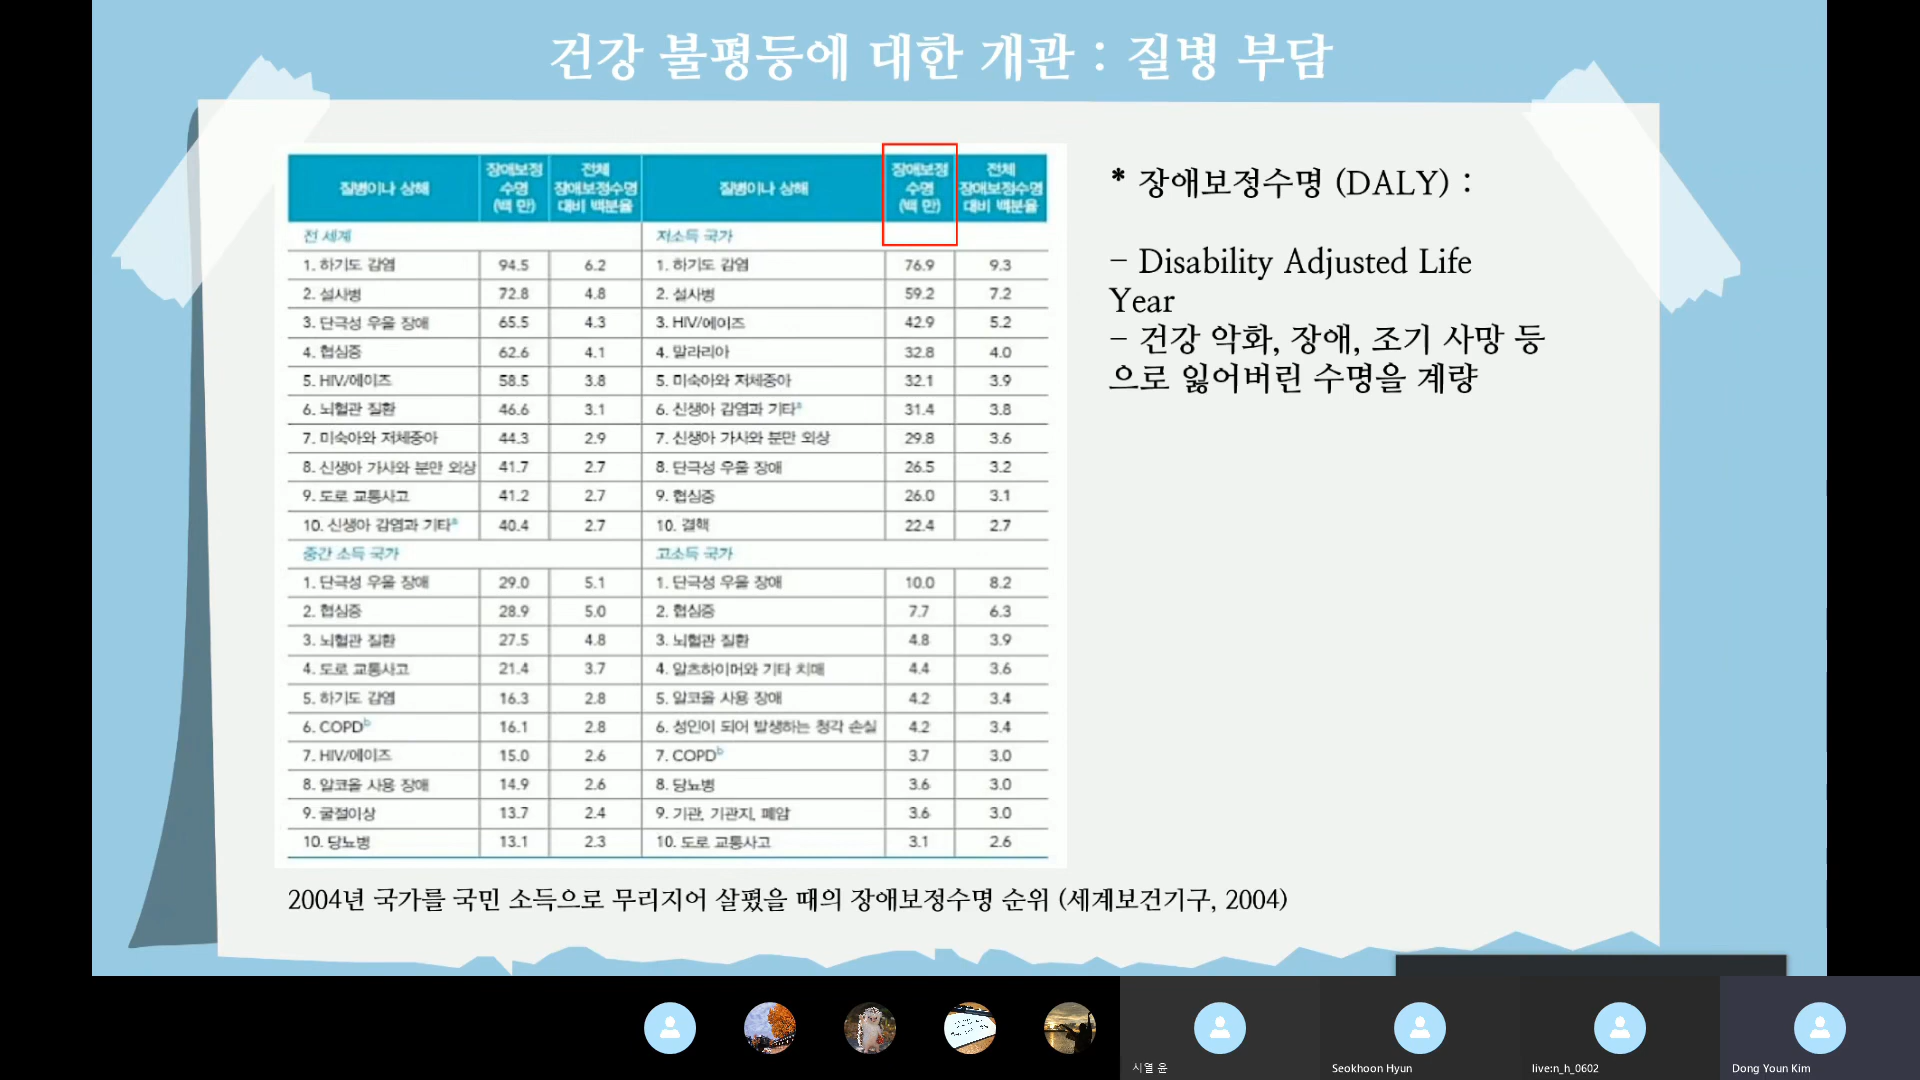 건강 불평등에 대한 개관 : 질병 부담
질병이나 상해 장애보정수명 (백 만) 전체 장애보정수명 대비 백분율 질병이나 상해 장애보정수명 (백 만) 전체 장애보정수명 대비 백분율
전 세계 저소득 국가
1. 하기도 감염 94.5 6.2 1. 하기도 감염 76.9 9.3
2. 설사병 72.8 4.8 2. 설사병 59.2 7.2
3. 단극성 우울 장애 65.5 4.3 3. HIV/에이즈 42.9 5.2
4. 협심증 62.6 4.1 4. 말라리아 32.8 4.0
5. HIV/에이즈 58.5 3.8 5. 미숙아와 저체중아 32.1 3.9
6. 뇌혈관 질환 46.6 3.1 6. 신생아 감염과 기타a 31.4 3.8
7. 미숙아와 저체중아 44.3 2.9 7. 신생아 가사와 분만 외상 29.8 3.6
8. 신생아 가사와 분만 외상 41.7 2.7 8. 단극성 우울 장애 26.5 3.2
9. 도로 교통사고 41.2 2.7 9. 협심증 26.0 3.1
10. 신생아 감염과 기타a 40.4 2.7 10. 결핵 22.4 2.7
중간 소득 국가 고소득 국가
1. 단극성 우울 장애 29.0 5.1 1. 단극성 우울 장애 10.0 8.2
2. 협심증 28.9 5.0 2. 협심증 7.7 6.3
3. 뇌혈관 질환 27.5 4.8 3. 뇌혈관 질환 4.8 3.9
4. 도로 교통사고 21.4 3.7 4. 알츠하이머와 기타 치매 4.4 3.6
5. 하기도 감염 16.3 2.8 5. 알코올 사용 장애 4.2 3.4
6. COPDb 16.1 2.8 6. 성인이 되어 발생하는 청각 손실 4.2 3.4
7. HIV/에이즈 15.0 2.6 7. COPDb 3.7 3.0
8. 알코올 사용 장애 14.9 2.6 8. 당뇨병 3.6 3.0
9. 굴절이상 13.7 2.4 9. 기관, 기관지, 폐암 3.6 3.0
10. 당뇨병 13.1 2.3 10. 도로 교통사고 3.1 2.6
* 장애보정수명 (DALY) :
- Disability Adjusted Life
Year
- 건강 악화, 장애, 조기 사망 등
으로 잃어버린 수명을 계량
2004년 국가를 국민 소득으로 무리지어 살폈을 때의 장애보정수명 순위 (세계보건기구, 2004)
시열 윤
Seokhoon Hyun
live:n_h_0602
Dong Youn Kim